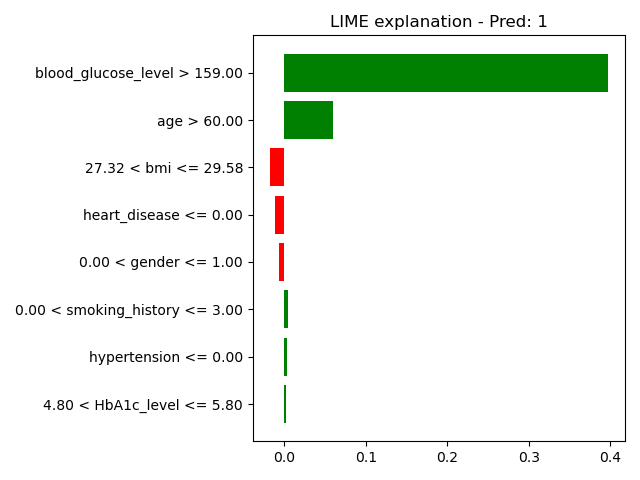 LIME explanation - Pred: 1
blood_glucose_level > 159.00
age > 60.00
27.32 < bmi <= 29.58
heart_disease <= 0.00
0.00 < gender <= 1.00
0.00 < smoking_history <= 3.00
hypertension <= 0.00
4.80 < HbA1c_level <= 5.80
0.0 0.1 0.2 0.3 0.4